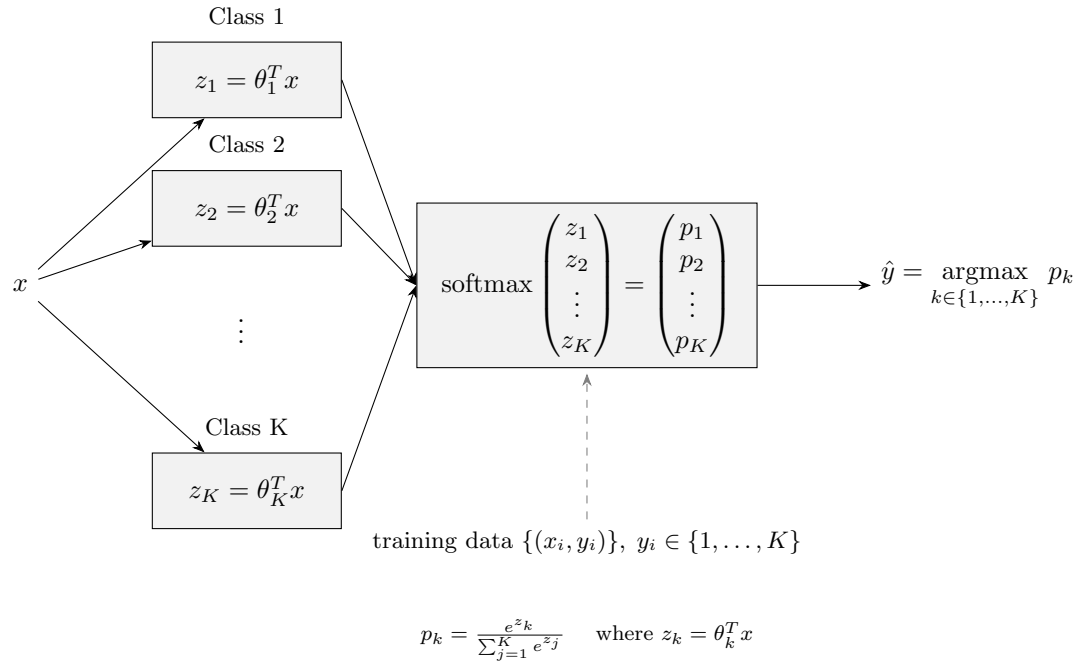 Class 1
z_1 = θ_1^T x
Class 2
z_2 = θ_2^T x
x
⋮
Class K
z_K = θ_K^T x
softmax (z_1 z_2 ⋮ z_K) = (p_1 p_2 ⋮ p_K)
ŷ = argmax_{k∈{1,...,K}} p_k
training data {(x_i, y_i)}, y_i ∈ {1, . . . , K}
p_k = e^{z_k} / ∑_{j=1}^K e^{z_j} where z_k = θ_k^T x